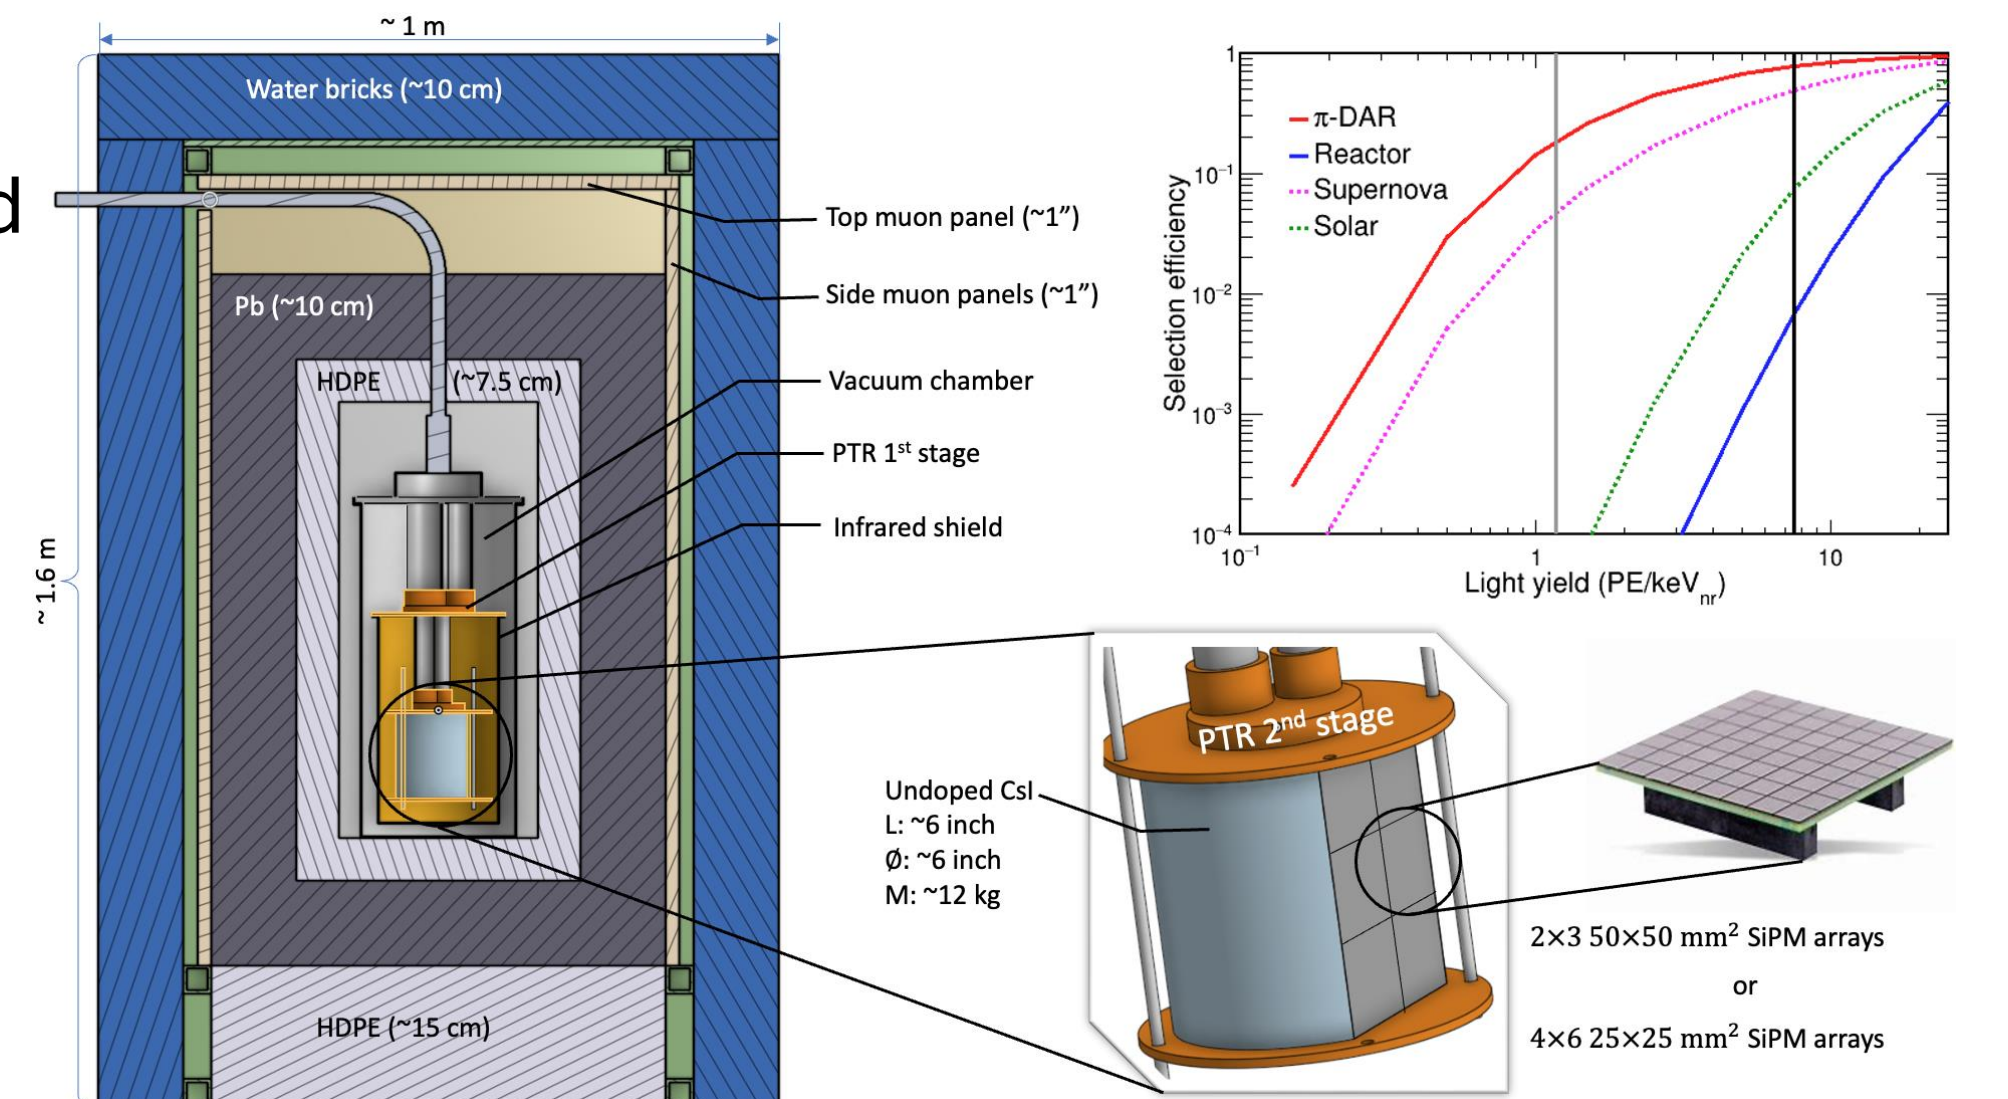 d
~ 1 m
Water bricks (~10 cm)
Top muon panel (~1”)
Side muon panels (~1”)
Pb (~10 cm)
HDPE (~7.5 cm)
Vacuum chamber
PTR 1st stage
Infrared shield
~ 1.6 m
HDPE (~15 cm)
Selection efficiency
1
10⁻¹
10⁻²
10⁻³
10⁻⁴
π-DAR
Reactor
Supernova
Solar
10⁻¹
1
10
Light yield (PE/keVnr)
PTR 2nd stage
Undoped CsI
L: ~6 inch
Ø: ~6 inch
M: ~12 kg
2×3 50×50 mm² SiPM arrays
or
4×6 25×25 mm² SiPM arrays